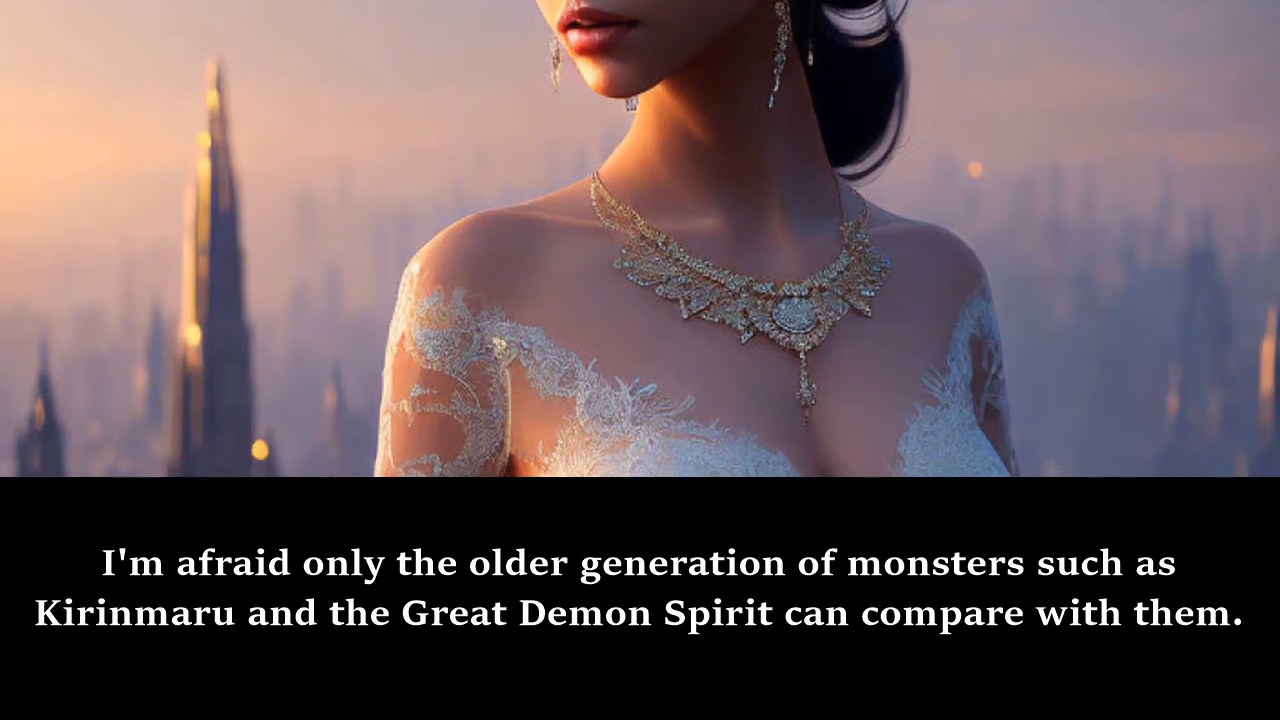 I'm afraid only the older generation of monsters such as
Kirinmaru and the Great Demon Spirit can compare with them.